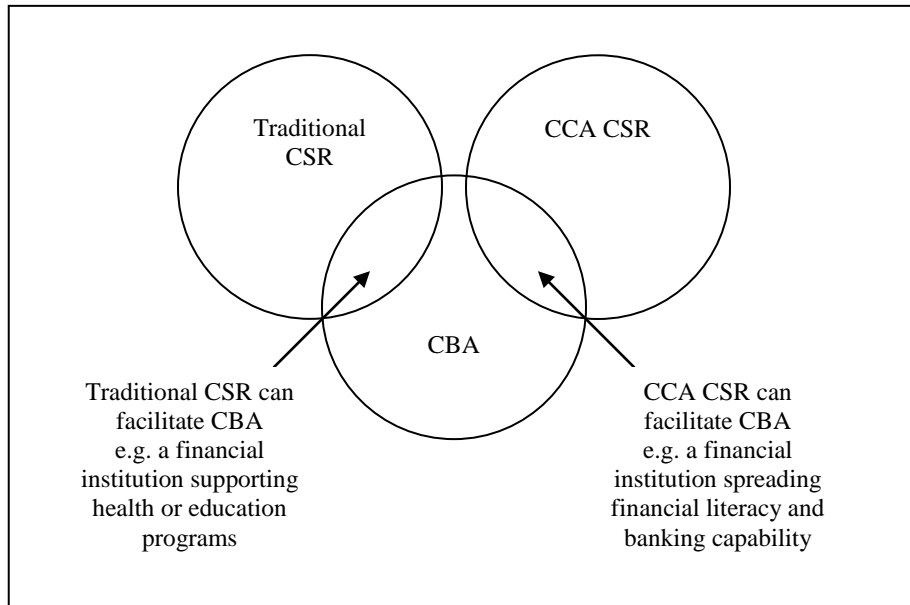 Traditional
CSR
CCA CSR
CBA
Traditional CSR can
facilitate CBA
e.g. a financial
institution supporting
health or education
programs
CCA CSR can
facilitate CBA
e.g. a financial
institution spreading
financial literacy and
banking capability